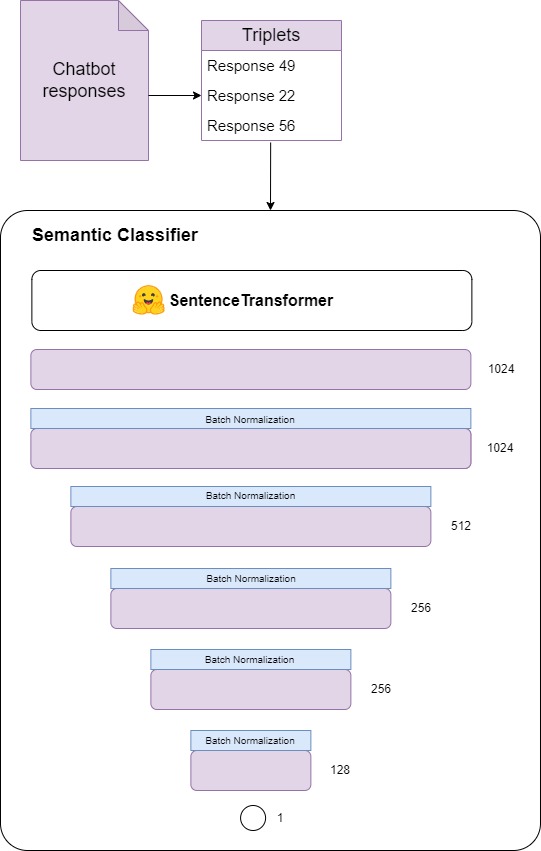 Chatbot
responses
Triplets
Response 49
Response 22
Response 56
Semantic Classifier
SentenceTransformer
1024
Batch Normalization
1024
Batch Normalization
512
Batch Normalization
256
Batch Normalization
256
Batch Normalization
128
1